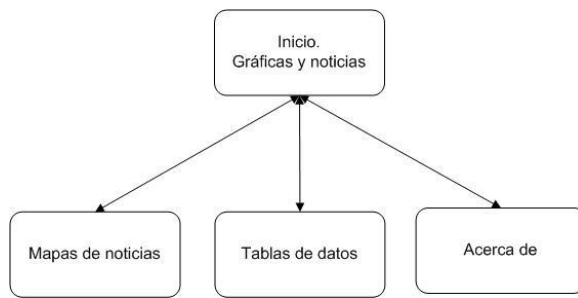 Inicio.
Gráficas y noticias
Mapas de noticias
Tablas de datos
Acerca de